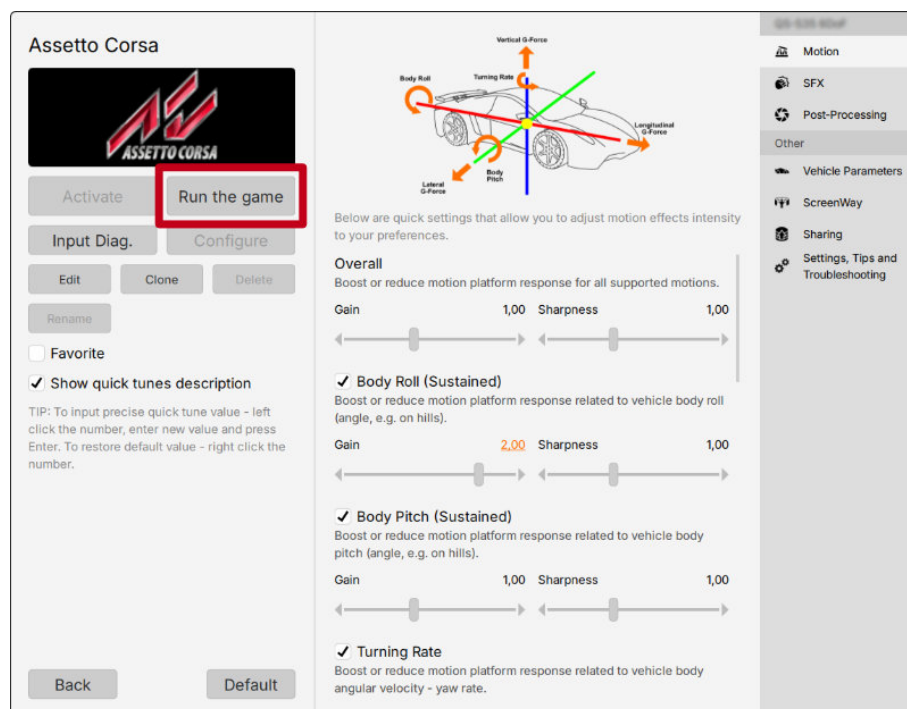 Assetto Corsa
ASSETTO CORSA
Activate
Run the game
Input Diag.
Configure
Edit
Clone
Delete
Rename
Favorite
Show quick tunes description
TIP: To input precise quick tune value - left
click the number, enter new value and press
Enter. To restore default value - right click the
number.
Back
Default
Vertical G-Force
Body Roll
Turning Rate
Longitudinal
G-Force
Lateral
G-Force
Body
Pitch
Below are quick settings that allow you to adjust motion effects intensity
to your preferences.
Overall
Boost or reduce motion platform response for all supported motions.
Gain 1,00 Sharpness 1,00
Body Roll (Sustained)
Boost or reduce motion platform response related to vehicle body roll
(angle, e.g. on hills).
Gain 2,00 Sharpness 1,00
Body Pitch (Sustained)
Boost or reduce motion platform response related to vehicle body
pitch (angle, e.g. on hills).
Gain 1,00 Sharpness 1,00
Turning Rate
Boost or reduce motion platform response related to vehicle body
angular velocity - yaw rate.
Motion
SFX
Post-Processing
Other
Vehicle Parameters
ScreenWay
Sharing
Settings, Tips and
Troubleshooting